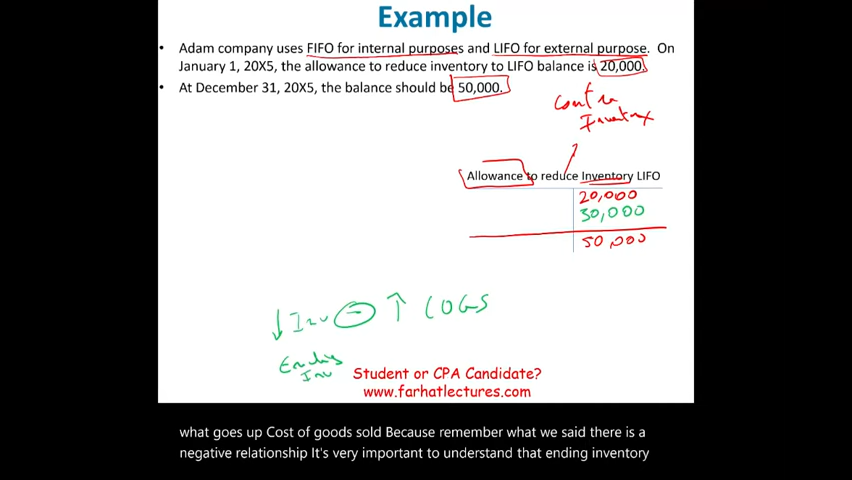 Example
• Adam company uses FIFO for internal purposes and LIFO for external purpose. On
January 1, 20X5, the allowance to reduce inventory to LIFO balance is 20,000.
• At December 31, 20X5, the balance should be 50,000.
Contra
Inventory
Allowance to reduce Inventory LIFO
20,000
30,000
50,000
↓ Inv = ↑ COGS
Ending
Inv
Student or CPA Candidate?
www.farhatlectures.com
what goes up Cost of goods sold Because remember what we said there is a
negative relationship It's very important to understand that ending inventory